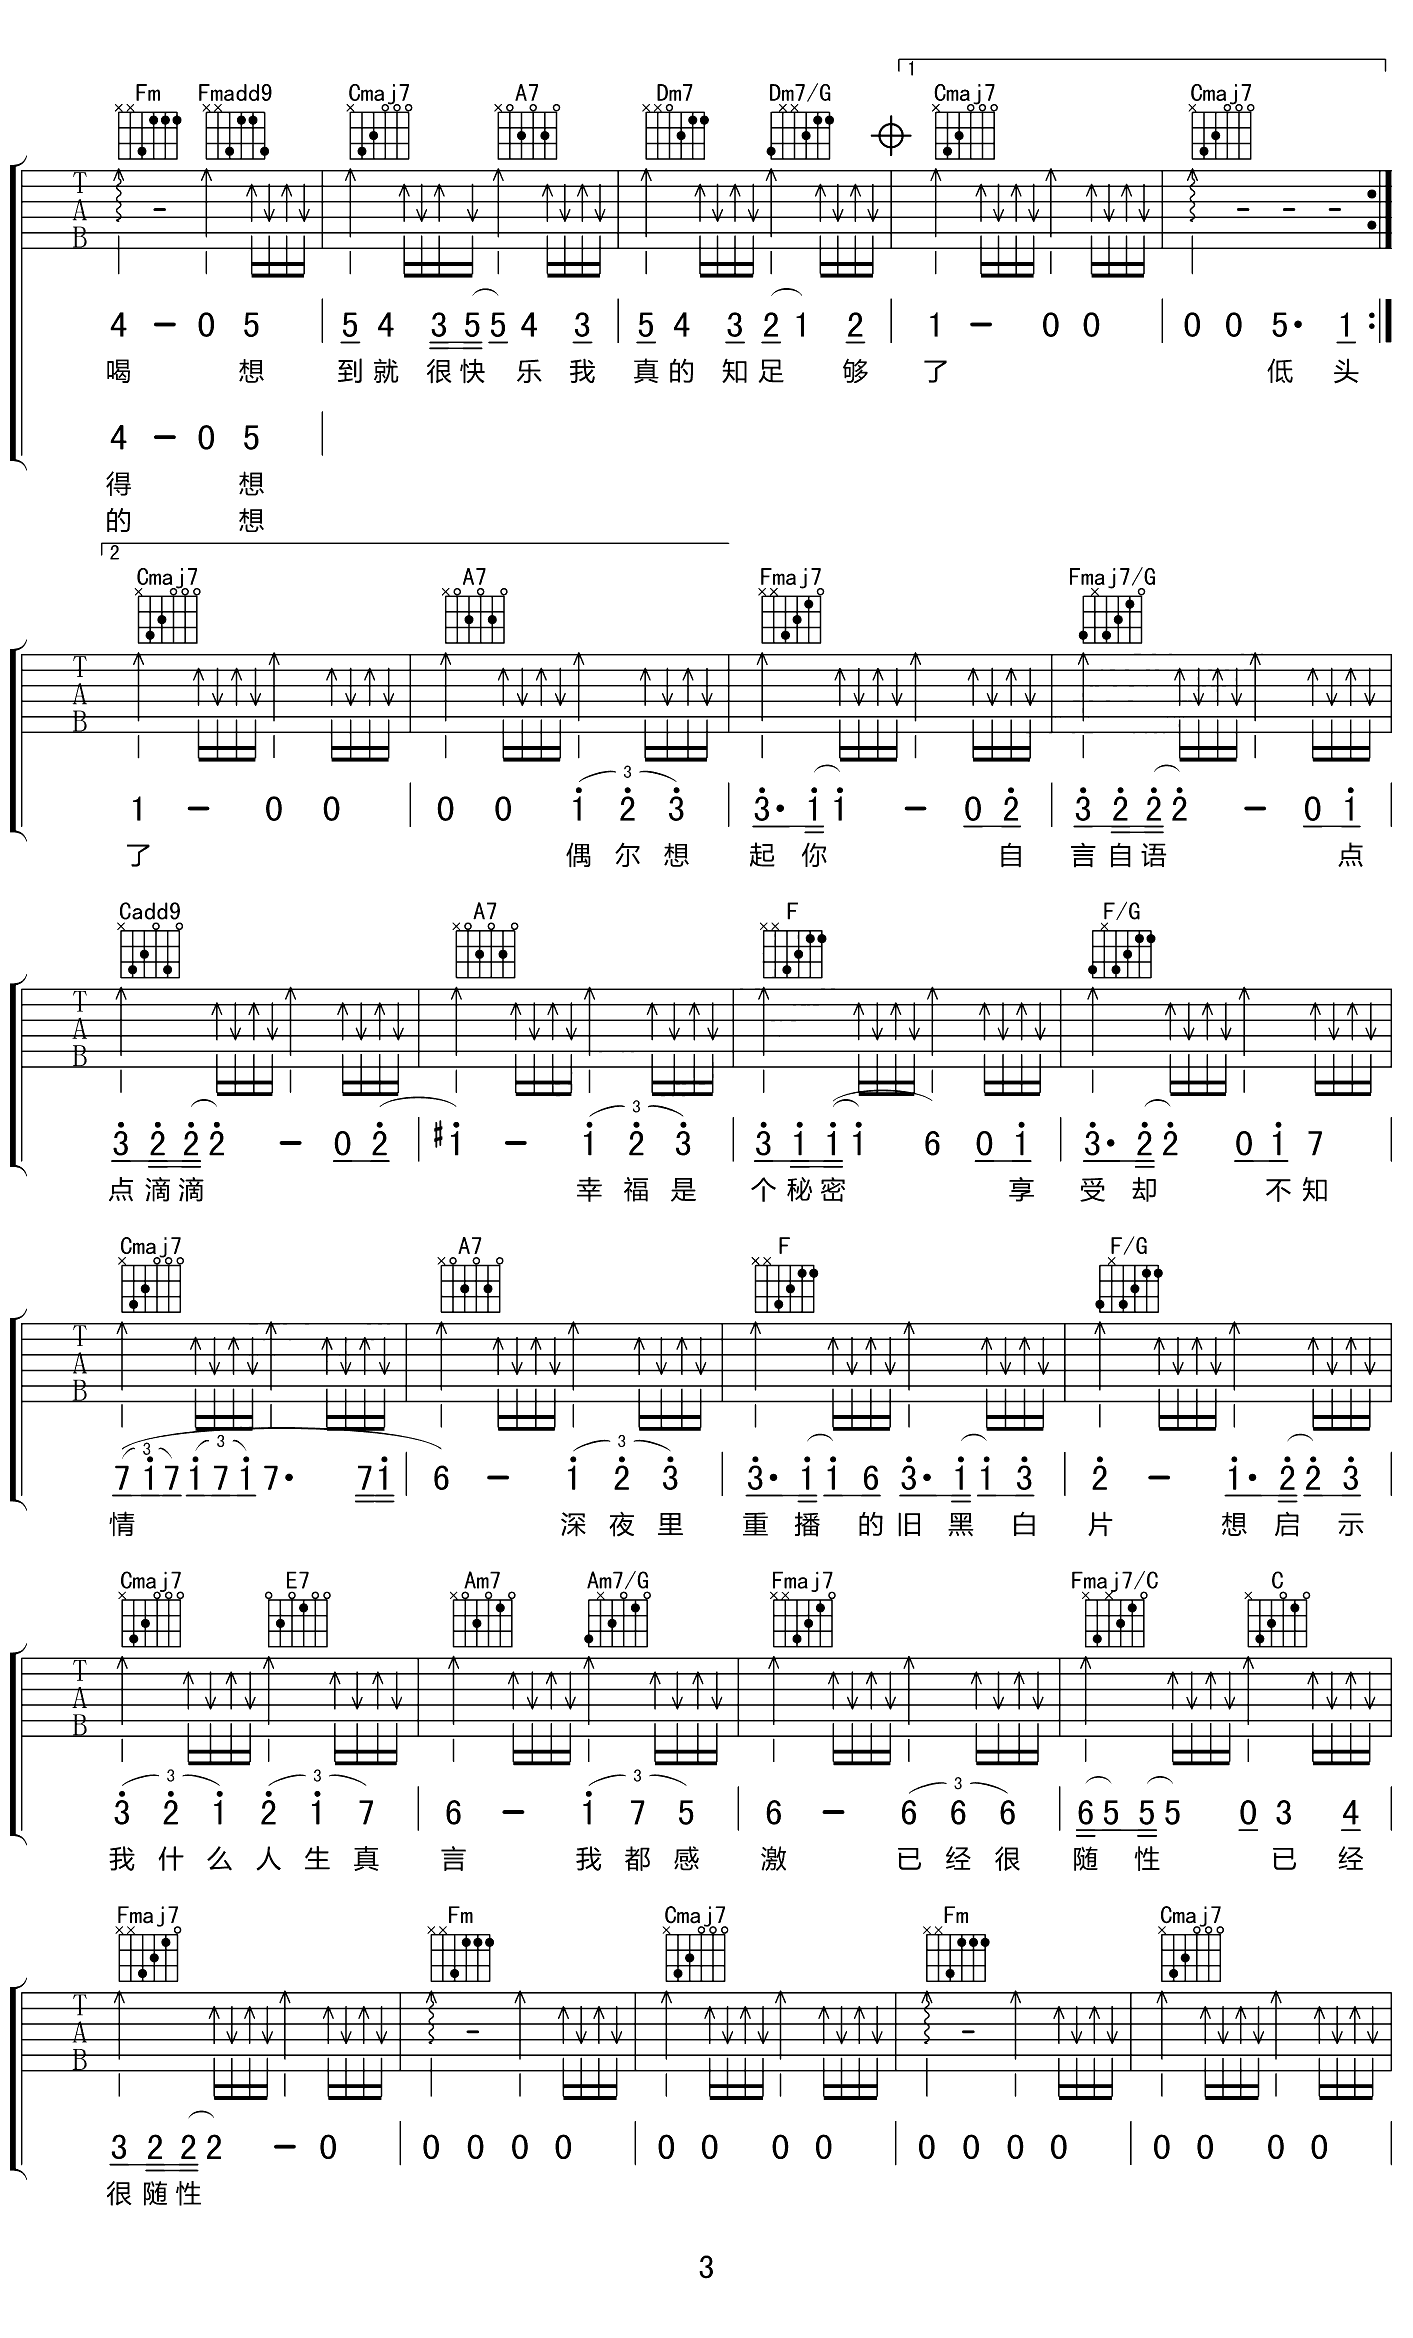 1
Fm Fmadd9 Cmaj7 A7 Dm7 Dm7/G Cmaj7 Cmaj7
T A B
4 – 0 5 | 5 4 3 5 5 4 3 | 5 4 3 2 1 2 | 1 – 0 0 | 0 0 5· 1 :|
喝 想 到 就 很 快 乐 我 真 的 知 足 够 了 低 头
4 – 0 5 |
得 想
的 想
2
Cmaj7 A7 Fmaj7 Fmaj7/G
T A B
3
1 – 0 0 | 0 0 i 2̇ 3̇ | 3̇· i i – 0 2̇ | 3̇ 2̇ 2̇ 2̇ – 0 i |
了 偶 尔 想 起 你 自 言 自 语 点
Cadd9 A7 F F/G
T A B
3
3̇ 2̇ 2̇ 2̇ – 0 2̇ | #i – i 2̇ 3̇ | 3̇ i i i 6 0 i | 3̇· 2̇ 2̇ 0 i 7 |
点 滴 滴 幸 福 是 个 秘 密 享 受 却 不 知
Cmaj7 A7 F F/G
T A B
3 3 3
7 i 7 i 7 i 7· 7 i | 6 – i 2̇ 3̇ | 3̇· i i 6 3̇· i i 3̇ | 2̇ – i· 2̇ 2̇ 3̇ |
情 深 夜 里 重 播 的 旧 黑 白 片 想 启 示
Cmaj7 E7 Am7 Am7/G Fmaj7 Fmaj7/C C
T A B
3 3 3 3
3̇ 2̇ i 2̇ i 7 | 6 – i 7 5 | 6 – 6 6 6 | 6 5 5 5 0 3 4 |
我 什 么 人 生 真 言 我 都 感 激 已 经 很 随 性 已 经
Fmaj7 Fm Cmaj7 Fm Cmaj7
T A B
3 2 2 2 – 0 | 0 0 0 0 | 0 0 0 0 | 0 0 0 0 | 0 0 0 0 |
很 随 性
3